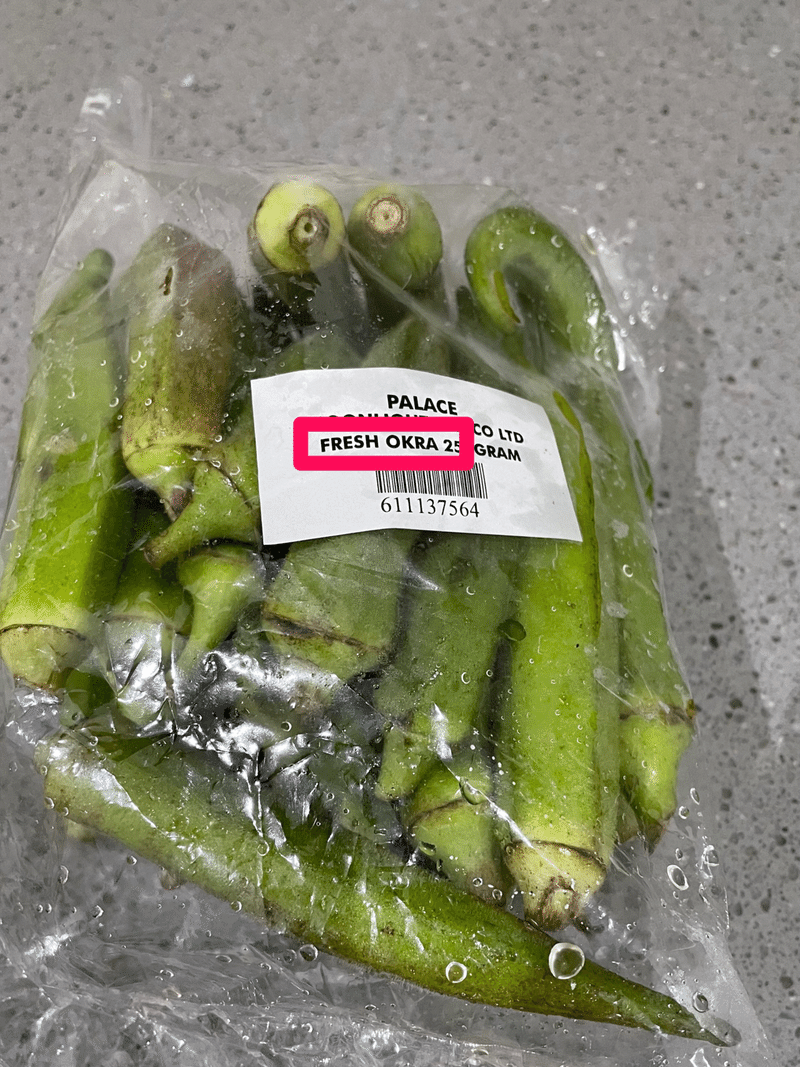 PALACE
CO LTD
FRESH OKRA 25 GRAM
611137564